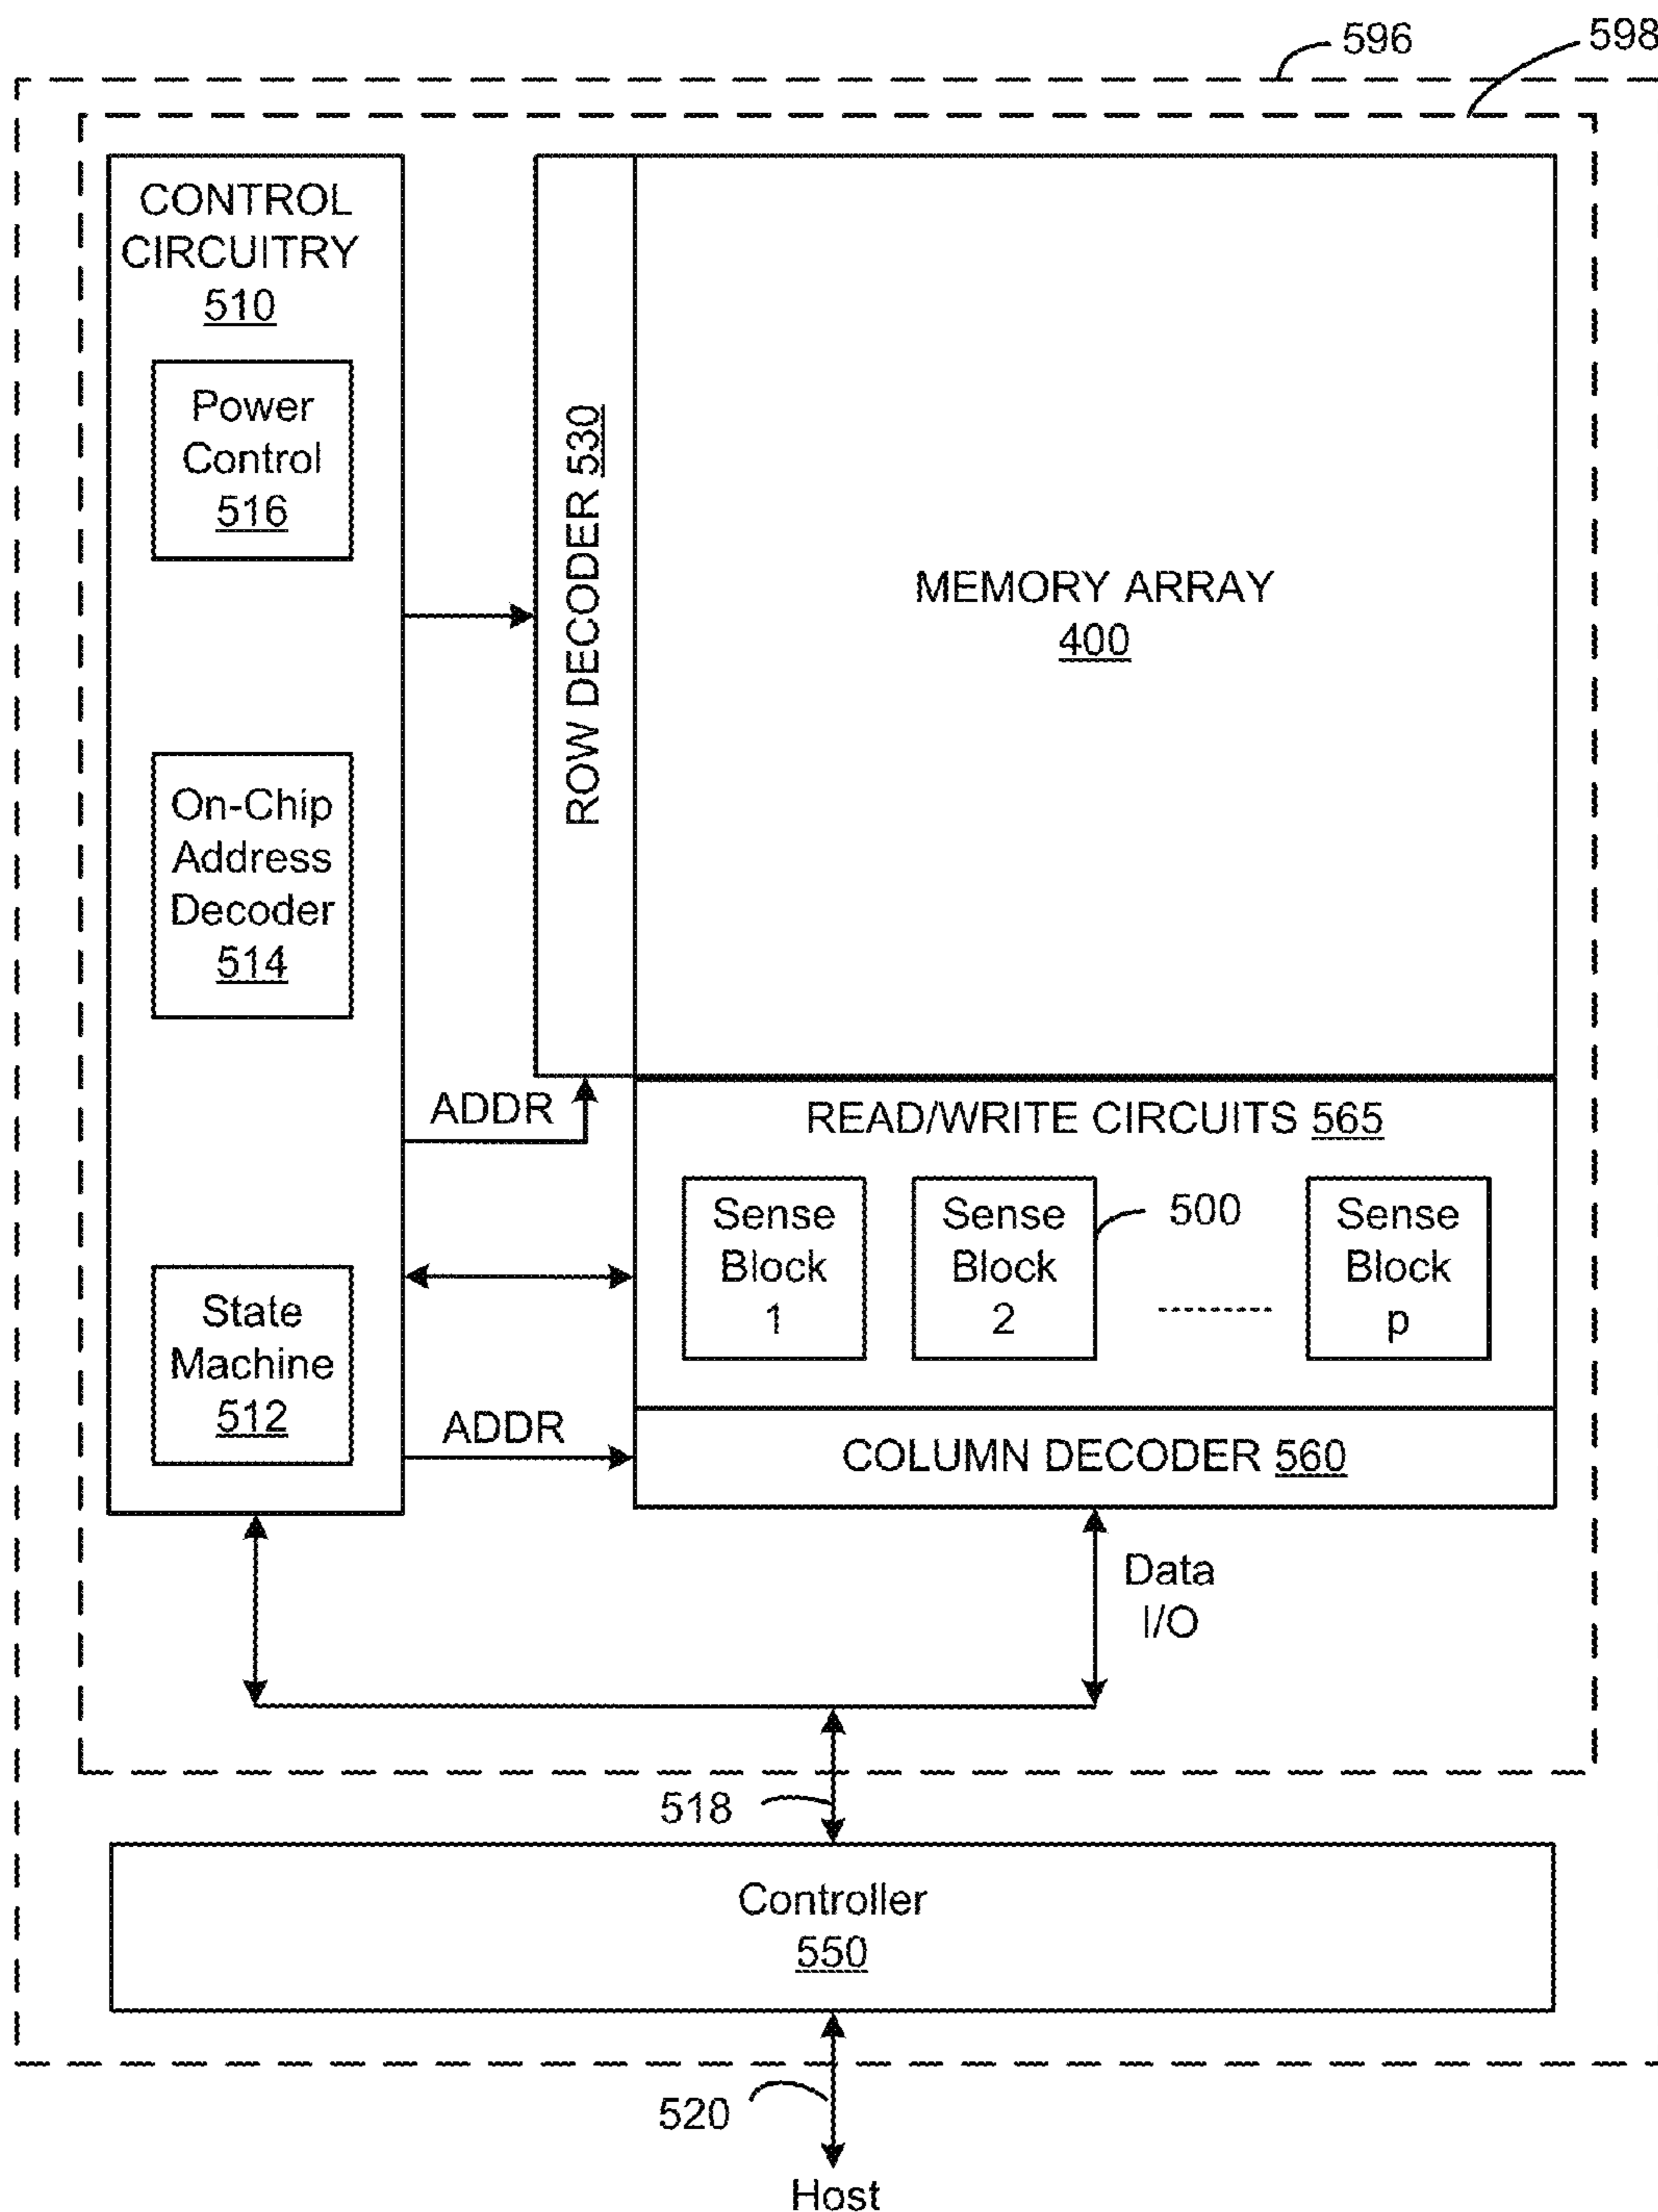 596
598
CONTROL
CIRCUITRY
510
Power
Control
516
On-Chip
Address
Decoder
514
State
Machine
512
ROW DECODER 530
MEMORY ARRAY
400
ADDR
READ/WRITE CIRCUITS 565
Sense
Block
1
Sense
Block
2
500
Sense
Block
p
ADDR
COLUMN DECODER 560
Data
I/O
518
Controller
550
520
Host